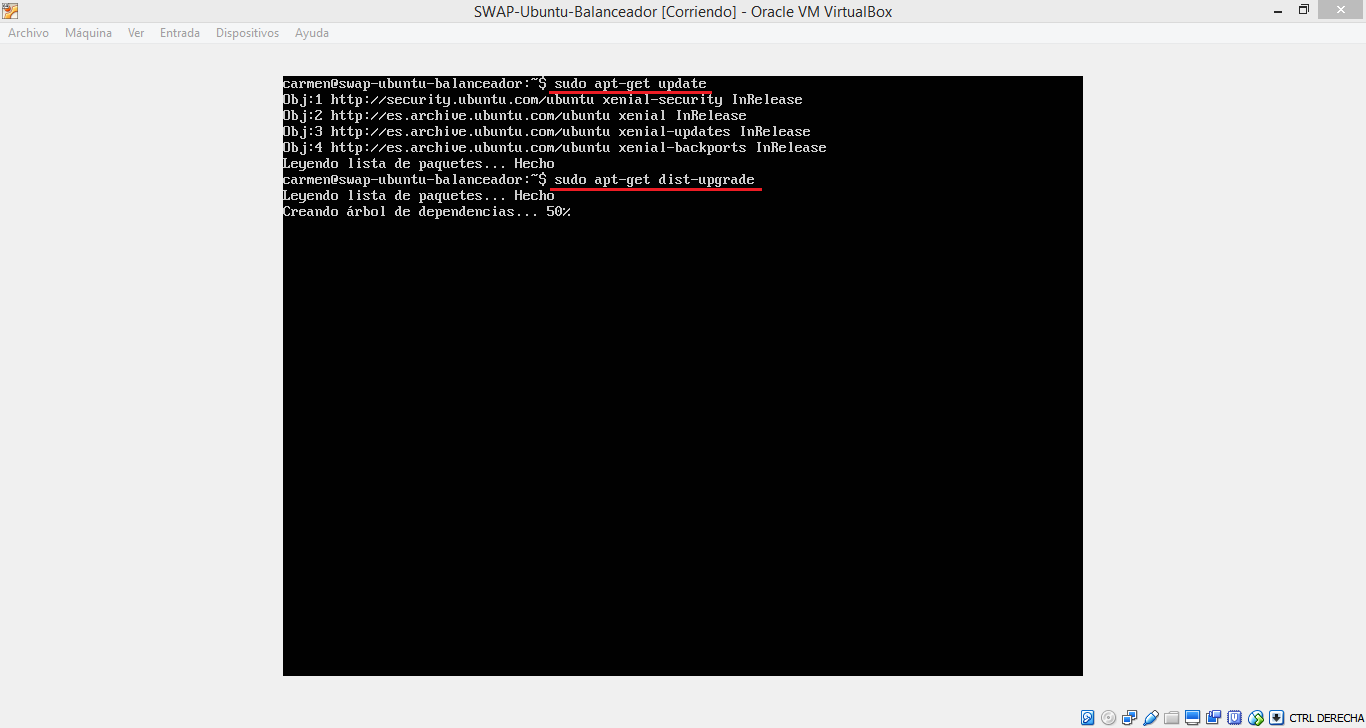 SWAP-Ubuntu-Balanceador [Corriendo] - Oracle VM VirtualBox
Archivo Máquina Ver Entrada Dispositivos Ayuda
carmen@swap-ubuntu-balanceador:~$ sudo apt-get update
Obj:1 http://security.ubuntu.com/ubuntu xenial-security InRelease
Obj:2 http://es.archive.ubuntu.com/ubuntu xenial InRelease
Obj:3 http://es.archive.ubuntu.com/ubuntu xenial-updates InRelease
Obj:4 http://es.archive.ubuntu.com/ubuntu xenial-backports InRelease
Leyendo lista de paquetes... Hecho
carmen@swap-ubuntu-balanceador:~$ sudo apt-get dist-upgrade
Leyendo lista de paquetes... Hecho
Creando árbol de dependencias... 50%
CTRL DERECHA